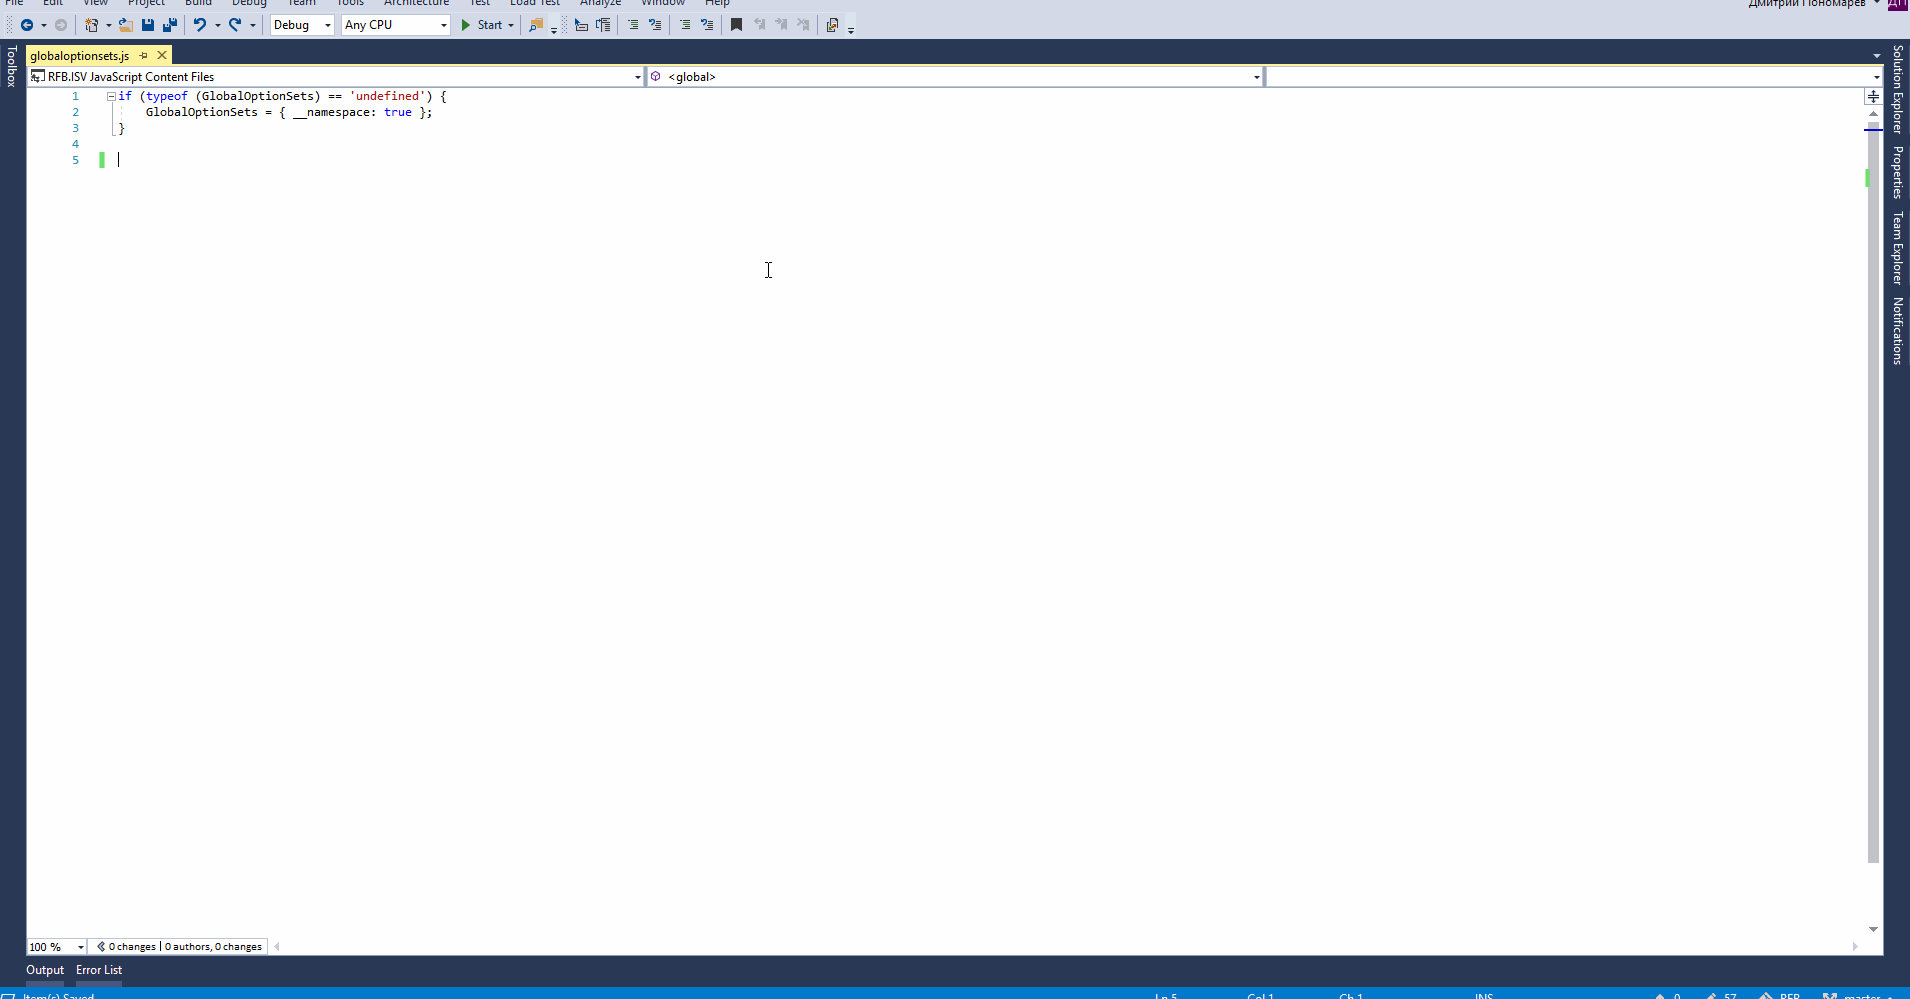 File Edit View Project Build Debug Team Tools Architecture Test Load Test Analyze Window Help
Дмитрий Пономарев ДП
Debug Any CPU Start
Toolbox
globaloptionsets.js
RFB.ISV JavaScript Content Files <global>
1 if (typeof (GlobalOptionSets) == 'undefined') {
2 GlobalOptionSets = { __namespace: true };
3 }
4
5
Solution Explorer
Properties
Team Explorer
Notifications
100 % 0 changes | 0 authors, 0 changes
Output Error List
Item(s) Saved Ln 5 Col 1 Ch 1 INS 0 57 RFB master